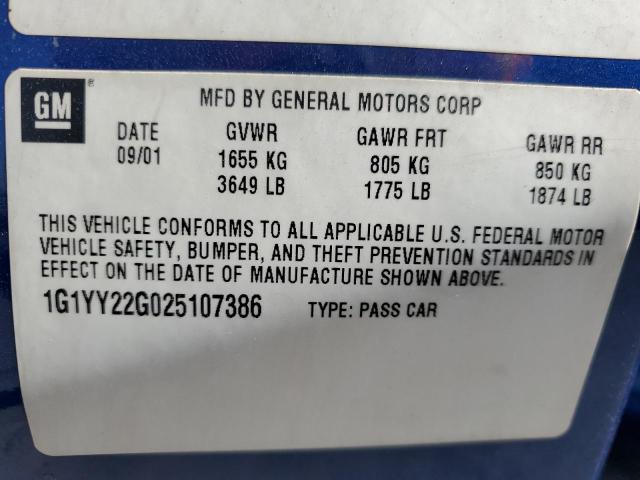 GM®
MFD BY GENERAL MOTORS CORP
DATE GVWR GAWR FRT GAWR RR
09/01 1655 KG 805 KG 850 KG
3649 LB 1775 LB 1874 LB
THIS VEHICLE CONFORMS TO ALL APPLICABLE U.S. FEDERAL MOTOR
VEHICLE SAFETY, BUMPER, AND THEFT PREVENTION STANDARDS IN
EFFECT ON THE DATE OF MANUFACTURE SHOWN ABOVE.
1G1YY22G025107386 TYPE: PASS CAR